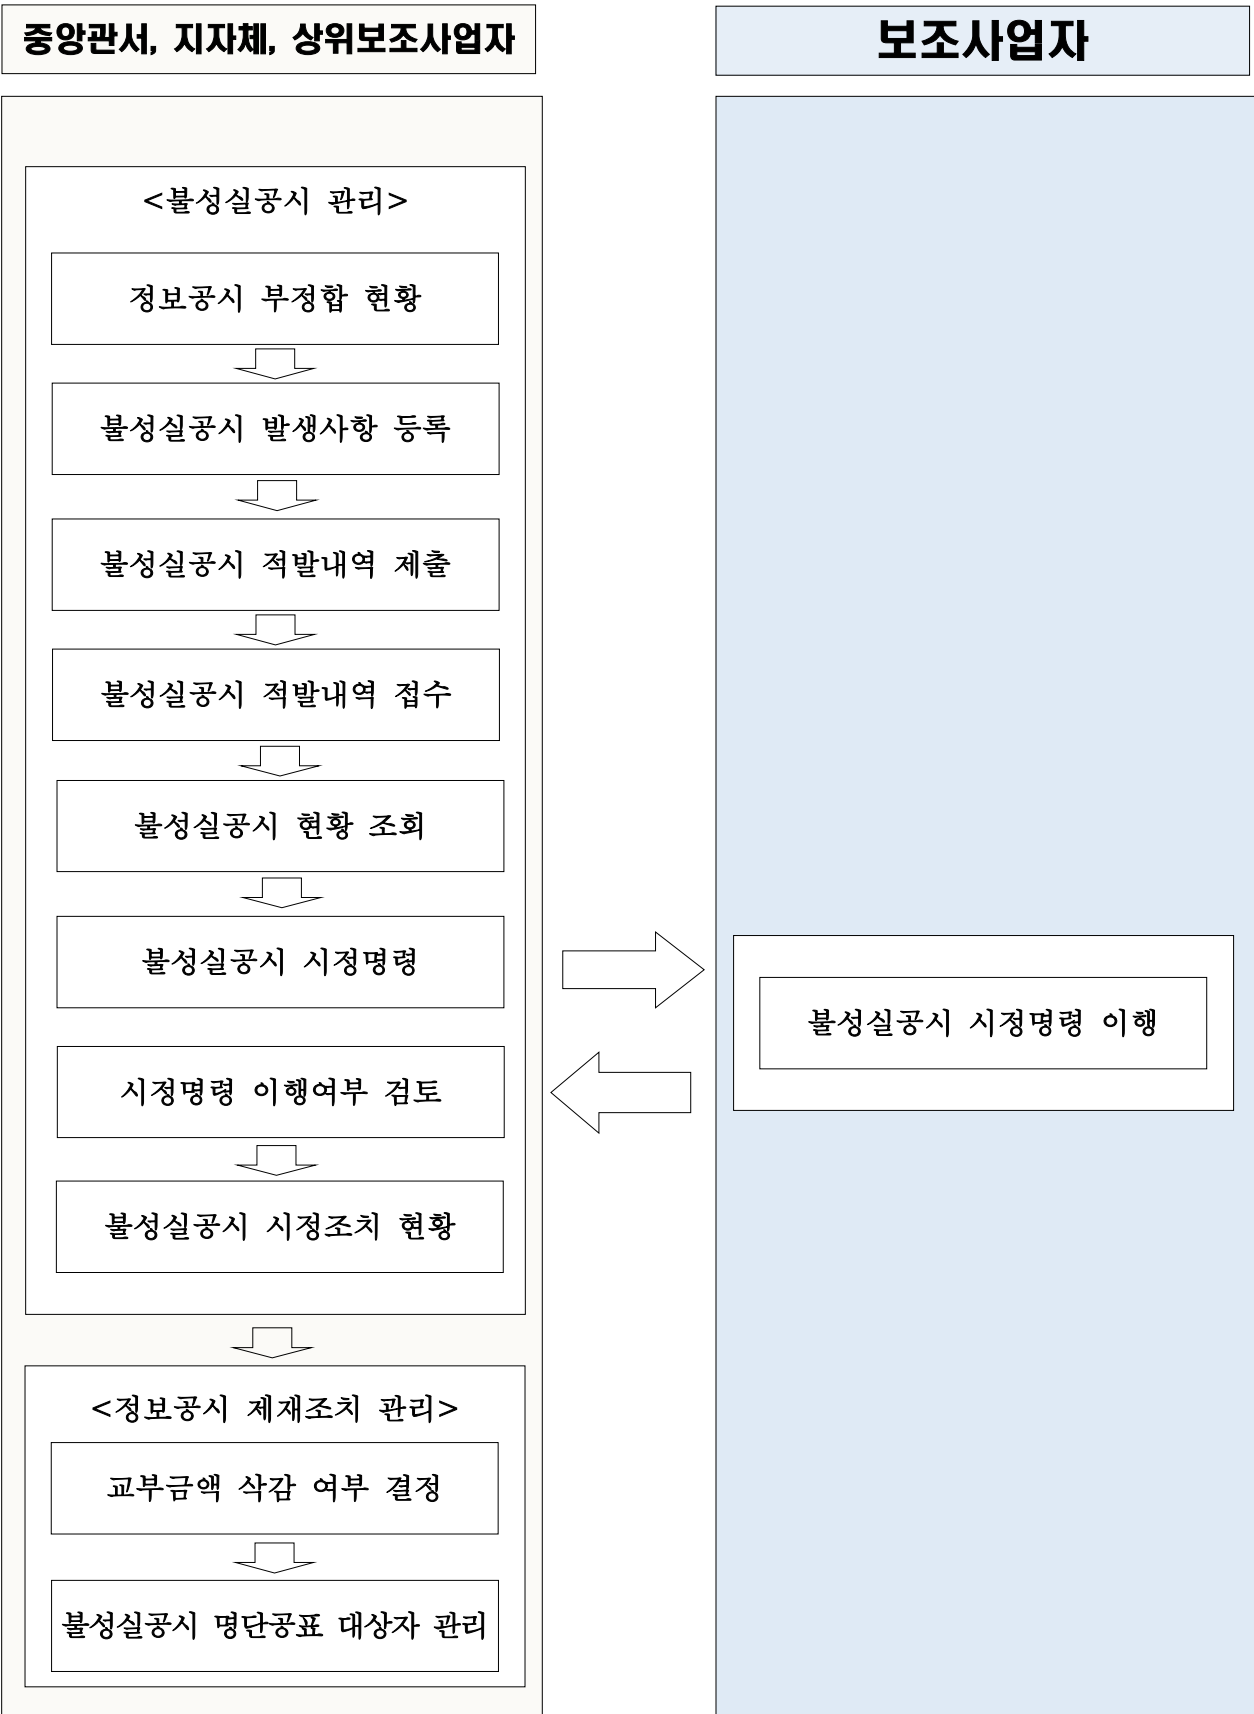 중앙관서, 지자체, 상위보조사업자
보조사업자
<불성실공시 관리>
정보공시 부정합 현황
불성실공시 발생사항 등록
불성실공시 적발내역 제출
불성실공시 적발내역 접수
불성실공시 현황 조회
불성실공시 시정명령
불성실공시 시정명령 이행
시정명령 이행여부 검토
불성실공시 시정조치 현황
<정보공시 제재조치 관리>
교부금액 삭감 여부 결정
불성실공시 명단공표 대상자 관리